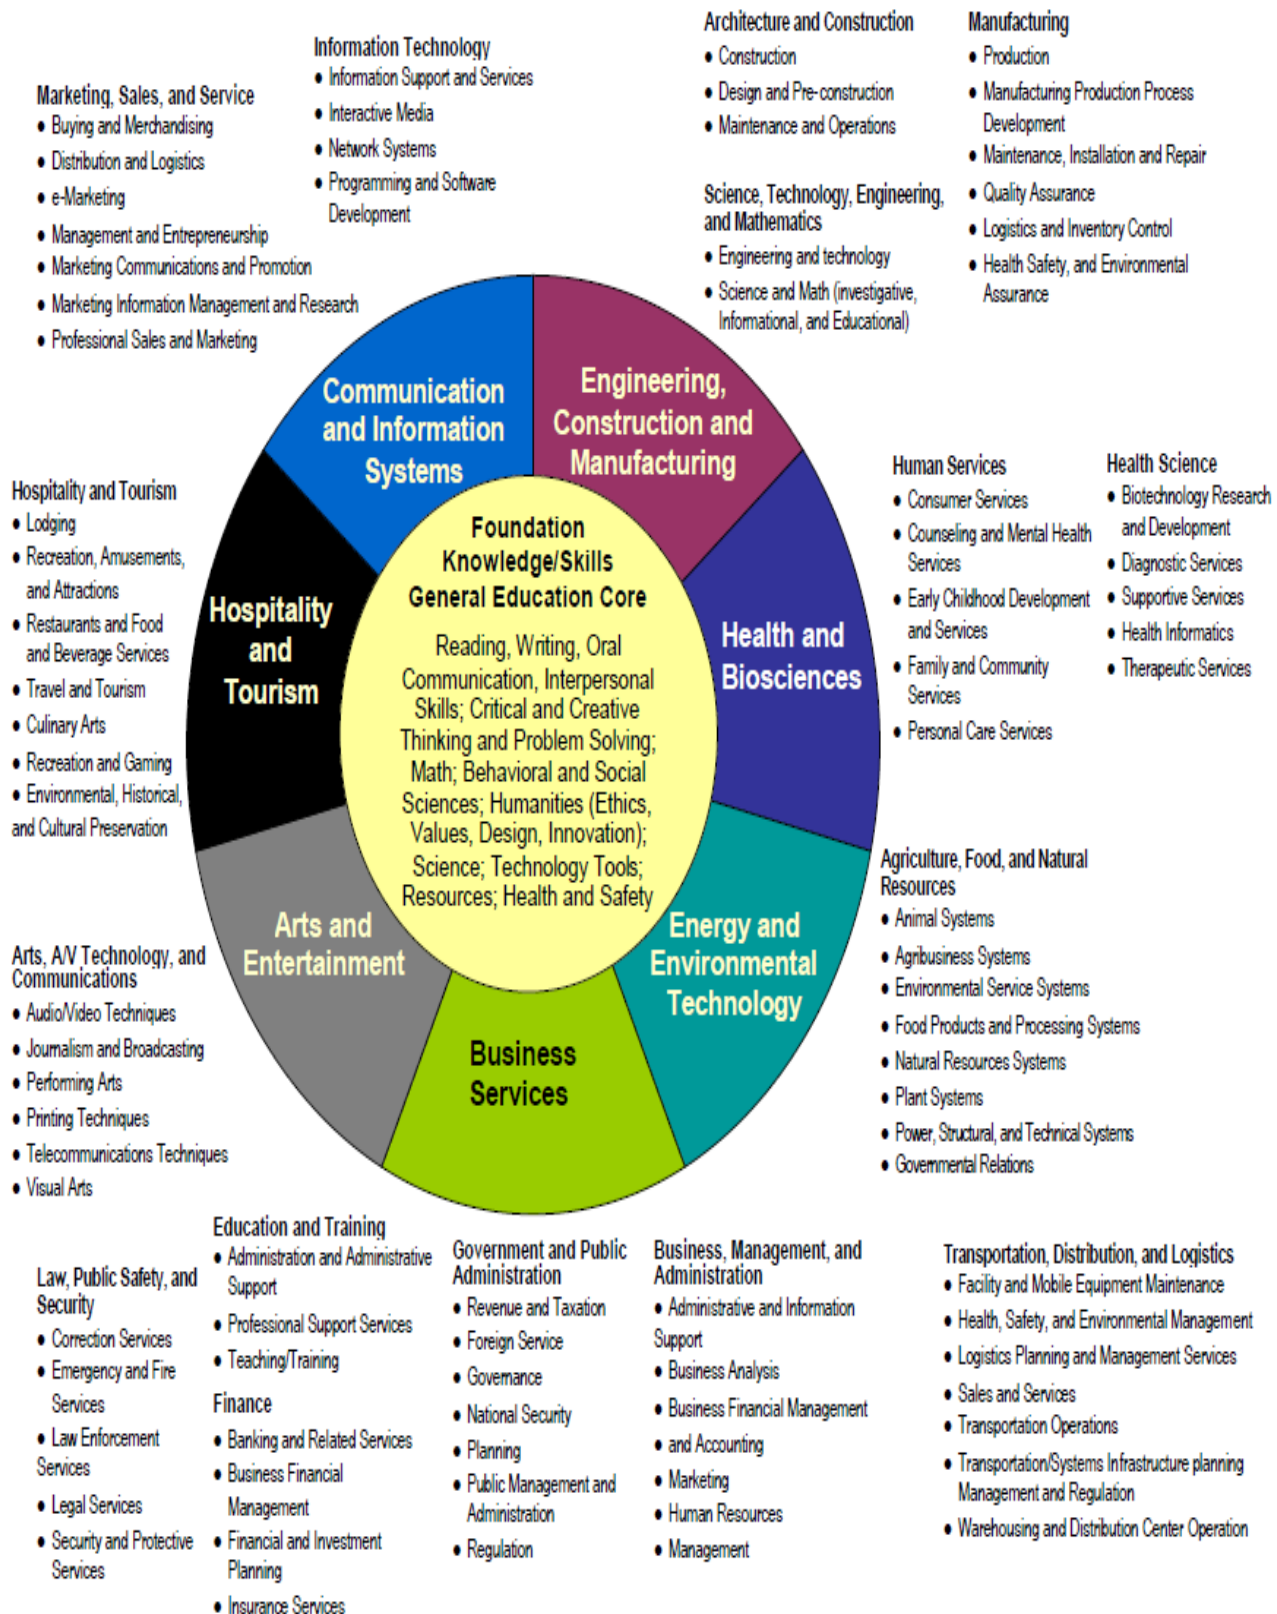 Marketing, Sales, and Service
● Buying and Merchandising
● Distribution and Logistics
● e-Marketing
● Management and Entrepreneurship
● Marketing Communications and Promotion
● Marketing Information Management and Research
● Professional Sales and Marketing
Information Technology
● Information Support and Services
● Interactive Media
● Network Systems
● Programming and Software
Development
Architecture and Construction
● Construction
● Design and Pre-construction
● Maintenance and Operations
Science, Technology, Engineering,
and Mathematics
● Engineering and technology
● Science and Math (investigative,
Informational, and Educational)
Manufacturing
● Production
● Manufacturing Production Process
Development
● Maintenance, Installation and Repair
● Quality Assurance
● Logistics and Inventory Control
● Health Safety, and Environmental
Assurance
Communication
and Information
Systems
Engineering,
Construction and
Manufacturing
Hospitality
and
Tourism
Health and
Biosciences
Arts and
Entertainment
Energy and
Environmental
Technology
Business
Services
Foundation
Knowledge/Skills
General Education Core
Reading, Writing, Oral
Communication, Interpersonal
Skills; Critical and Creative
Thinking and Problem Solving;
Math; Behavioral and Social
Sciences; Humanities (Ethics,
Values, Design, Innovation);
Science; Technology Tools;
Resources; Health and Safety
Hospitality and Tourism
● Lodging
● Recreation, Amusements,
and Attractions
● Restaurants and Food
and Beverage Services
● Travel and Tourism
● Culinary Arts
● Recreation and Gaming
● Environmental, Historical,
and Cultural Preservation
Human Services
● Consumer Services
● Counseling and Mental Health
Services
● Early Childhood Development
and Services
● Family and Community
Services
● Personal Care Services
Health Science
● Biotechnology Research
and Development
● Diagnostic Services
● Supportive Services
● Health Informatics
● Therapeutic Services
Agriculture, Food, and Natural
Resources
● Animal Systems
● Agribusiness Systems
● Environmental Service Systems
● Food Products and Processing Systems
● Natural Resources Systems
● Plant Systems
● Power, Structural, and Technical Systems
● Governmental Relations
Arts, A/V Technology, and
Communications
● Audio/Video Techniques
● Journalism and Broadcasting
● Performing Arts
● Printing Techniques
● Telecommunications Techniques
● Visual Arts
Law, Public Safety, and
Security
● Correction Services
● Emergency and Fire
Services
● Law Enforcement
Services
● Legal Services
● Security and Protective
Services
Education and Training
● Administration and Administrative
Support
● Professional Support Services
● Teaching/Training
Finance
● Banking and Related Services
● Business Financial
Management
● Financial and Investment
Planning
● Insurance Services
Government and Public
Administration
● Revenue and Taxation
● Foreign Service
● Governance
● National Security
● Planning
● Public Management and
Administration
● Regulation
Business, Management, and
Administration
● Administrative and Information
Support
● Business Analysis
● Business Financial Management
● and Accounting
● Marketing
● Human Resources
● Management
Transportation, Distribution, and Logistics
● Facility and Mobile Equipment Maintenance
● Health, Safety, and Environmental Management
● Logistics Planning and Management Services
● Sales and Services
● Transportation Operations
● Transportation/Systems Infrastructure planning
Management and Regulation
● Warehousing and Distribution Center Operation